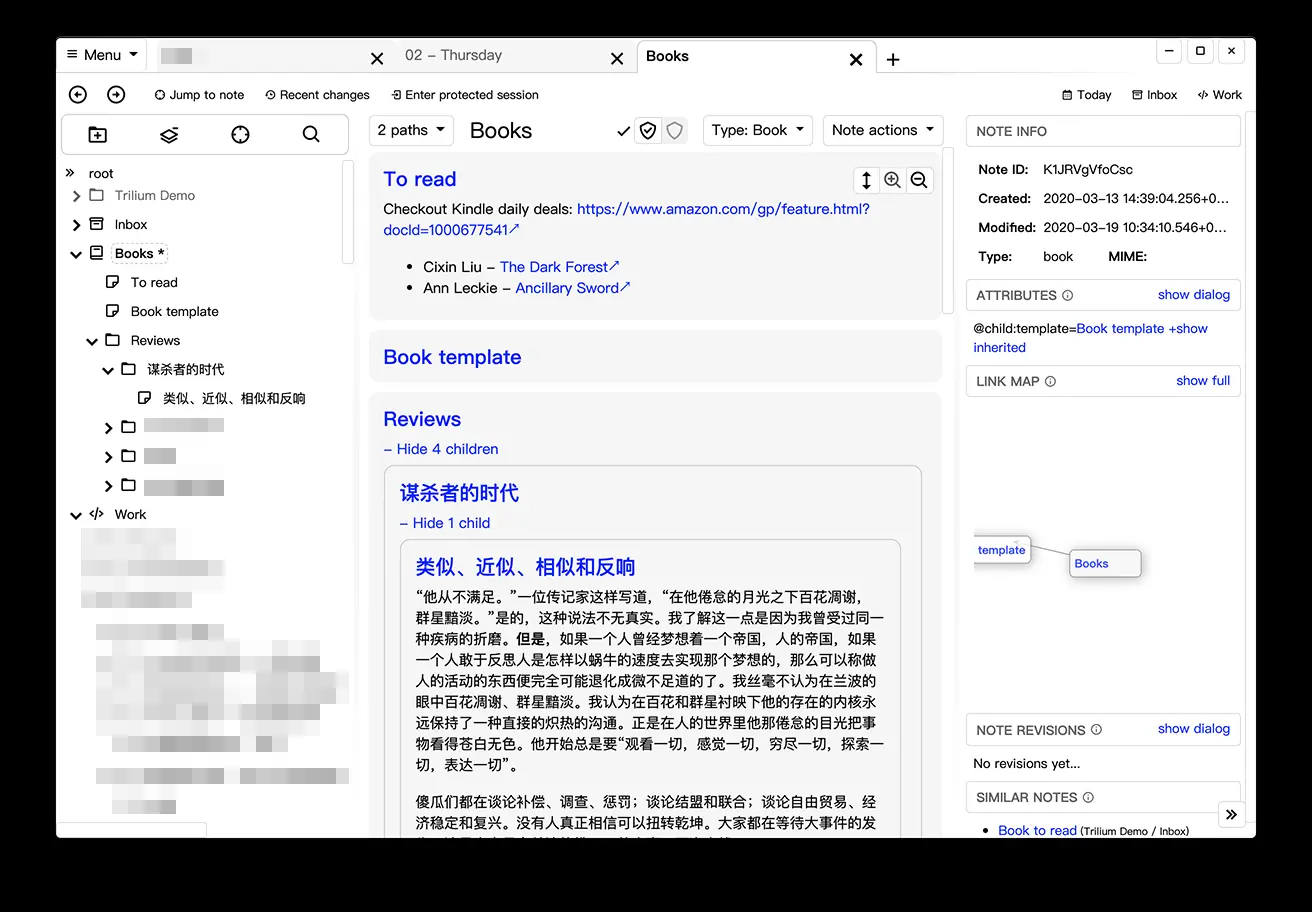 Menu
02 – Thursday
Books
Jump to note
Recent changes
Enter protected session
Today
Inbox
Work
root
Trilium Demo
Inbox
Books *
To read
Book template
Reviews
谋杀者的时代
类似、近似、相似和反响
Work
2 paths
Books
Type: Book
Note actions
To read
Checkout Kindle daily deals: https://www.amazon.com/gp/feature.html?
docId=1000677541
• Cixin Liu – The Dark Forest
• Ann Leckie – Ancillary Sword
Book template
Reviews
– Hide 4 children
谋杀者的时代
– Hide 1 child
类似、近似、相似和反响
“他从不满足。”一位传记家这样写道，“在他倦怠的月光之下百花凋谢，
群星黯淡。”是的，这种说法不无真实。我了解这一点是因为我曾受过同一
种疾病的折磨。但是，如果一个人曾经梦想着一个帝国，人的帝国，如果
一个人敢于反思人是怎样以蜗牛的速度去实现那个梦想的，那么可以称做
人的活动的东西便完全可能退化成微不足道的了。我丝毫不认为在兰波的
眼中百花凋谢、群星黯淡。我认为在百花和群星衬映下他的存在的内核永
远保持了一种直接的炽热的沟通。正是在人的世界里他那倦怠的目光把事
物看得苍白无色。他开始总是要“观看一切，感觉一切，穷尽一切，探索一
切，表达一切”。
傻瓜们都在谈论补偿、调查、惩罚；谈论结盟和联合；谈论自由贸易、经
济稳定和复兴。没有人真正相信可以扭转乾坤。大家都在等待大事件的发
NOTE INFO
Note ID: K1JRVgVfoCsc
Created: 2020-03-13 14:39:04.256+0...
Modified: 2020-03-19 10:34:10.546+0...
Type: book MIME:
ATTRIBUTES show dialog
@child:template=Book template +show
inherited
LINK MAP show full
template
Books
NOTE REVISIONS show dialog
No revisions yet...
SIMILAR NOTES
• Book to read (Trilium Demo / Inbox)